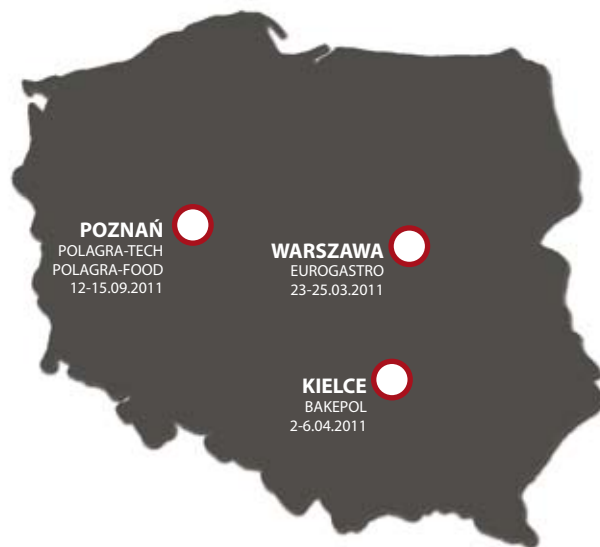 POZNAŃ
POLAGRA-TECH
POLAGRA-FOOD
12-15.09.2011
WARSZAWA
EUROGASTRO
23-25.03.2011
KIELCE
BAKEPOL
2-6.04.2011